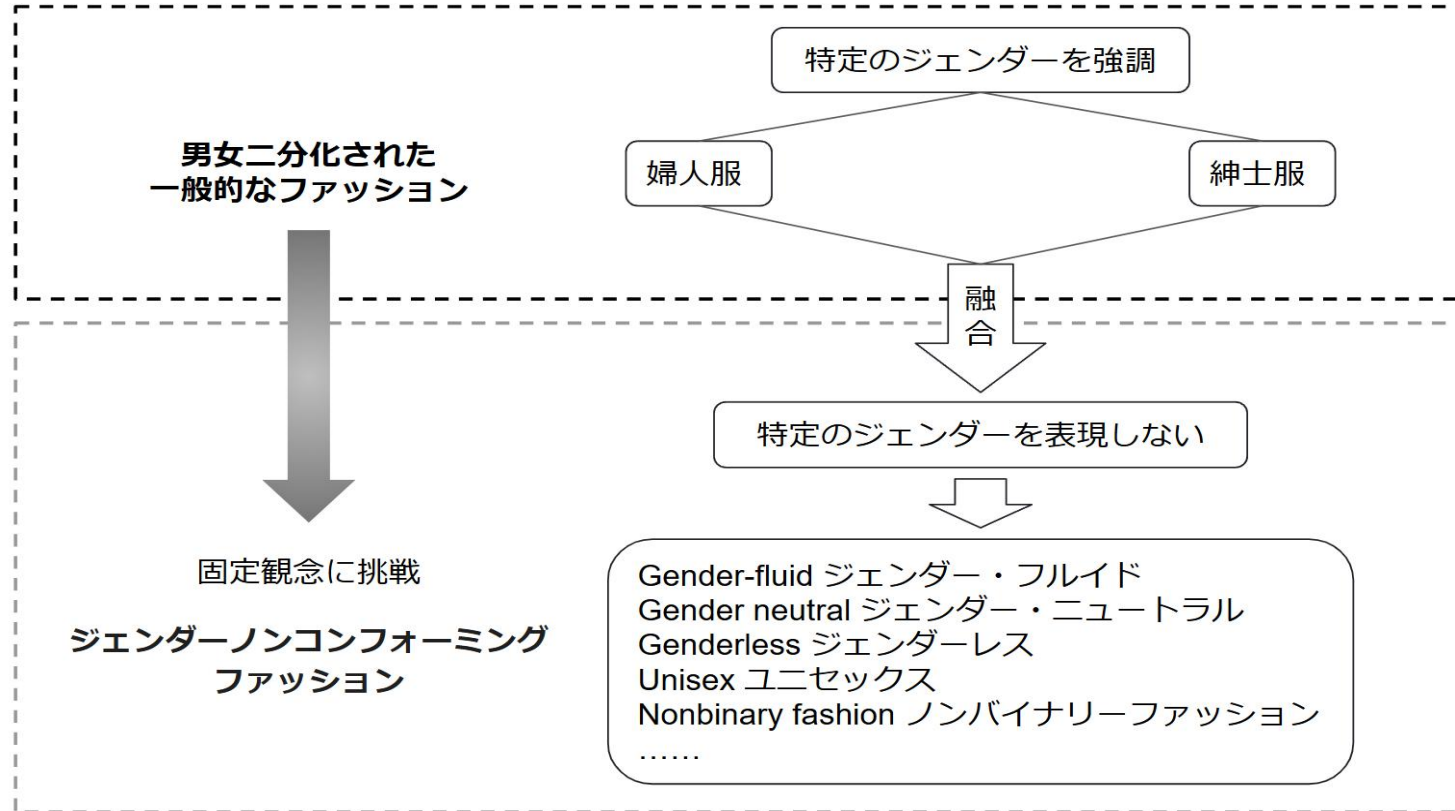 特定のジェンダーを強調
男女二分化された
一般的なファッション
婦人服
紳士服
融
合
特定のジェンダーを表現しない
固定観念に挑戦
ジェンダーノンコンフォーミング
ファッション
Gender-fluid ジェンダー・フルイド
Gender neutral ジェンダー・ニュートラル
Genderless ジェンダーレス
Unisex ユニセックス
Nonbinary fashion ノンバイナリーファッション
……